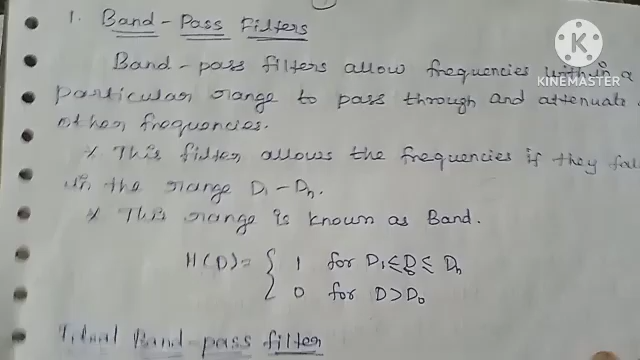 1. Band - Pass Filters
K
KINEMASTER
Band - pass filters allow frequencies within a
particular range to pass through and attenuate
other frequencies.
* This filter allows the frequencies if they fal
in the range D₁ - Dₕ.
* This range is known as Band.
H(D) = { 1 for D₁ ≤ D ≤ Dₕ
0 for D > D₀
Ideal Band - pass filter